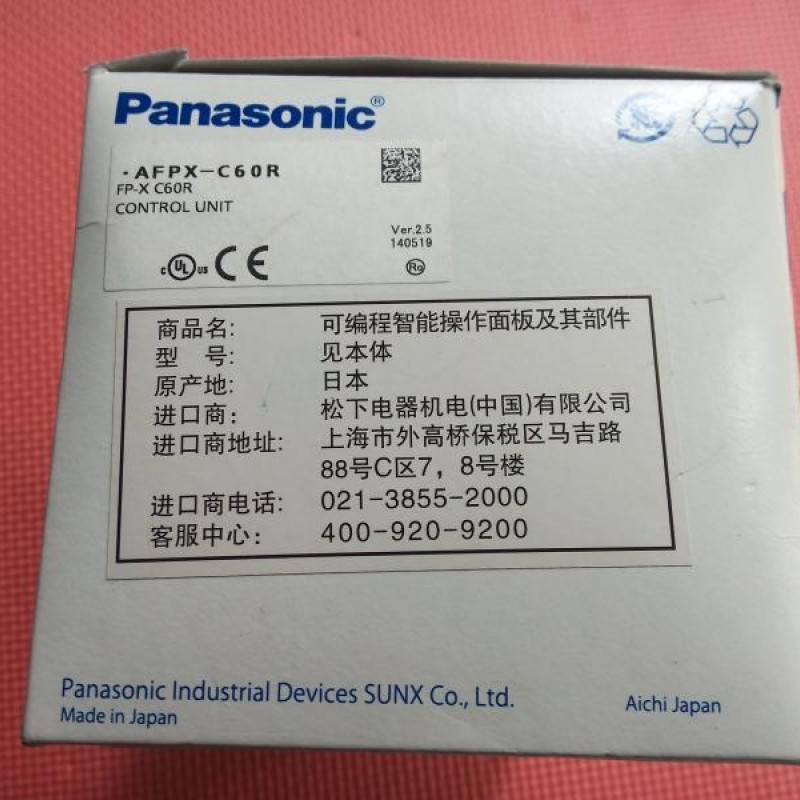 Panasonic®
·AFPX-C60R
FP-X C60R
CONTROL UNIT
Ver.2.5
140519
c UL us CE
Ro
商品名: 可编程智能操作面板及其部件
型 号: 见本体
原产地: 日本
进口商: 松下电器机电(中国)有限公司
进口商地址: 上海市外高桥保税区马吉路
88号C区7，8号楼
进口商电话: 021-3855-2000
客服中心: 400-920-9200
Panasonic Industrial Devices SUNX Co., Ltd.
Made in Japan
Aichi Japan